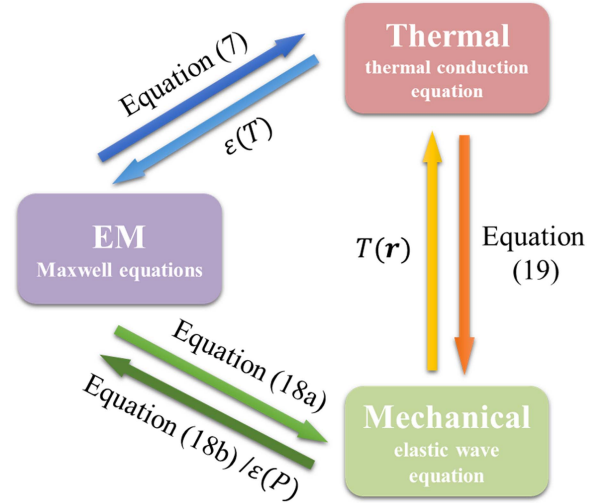 Thermal
thermal conduction
equation
Equation (7)
ε(T)
EM
Maxwell equations
T(r)
Equation
(19)
Equation (18a)
Equation (18b) /ε(P)
Mechanical
elastic wave
equation